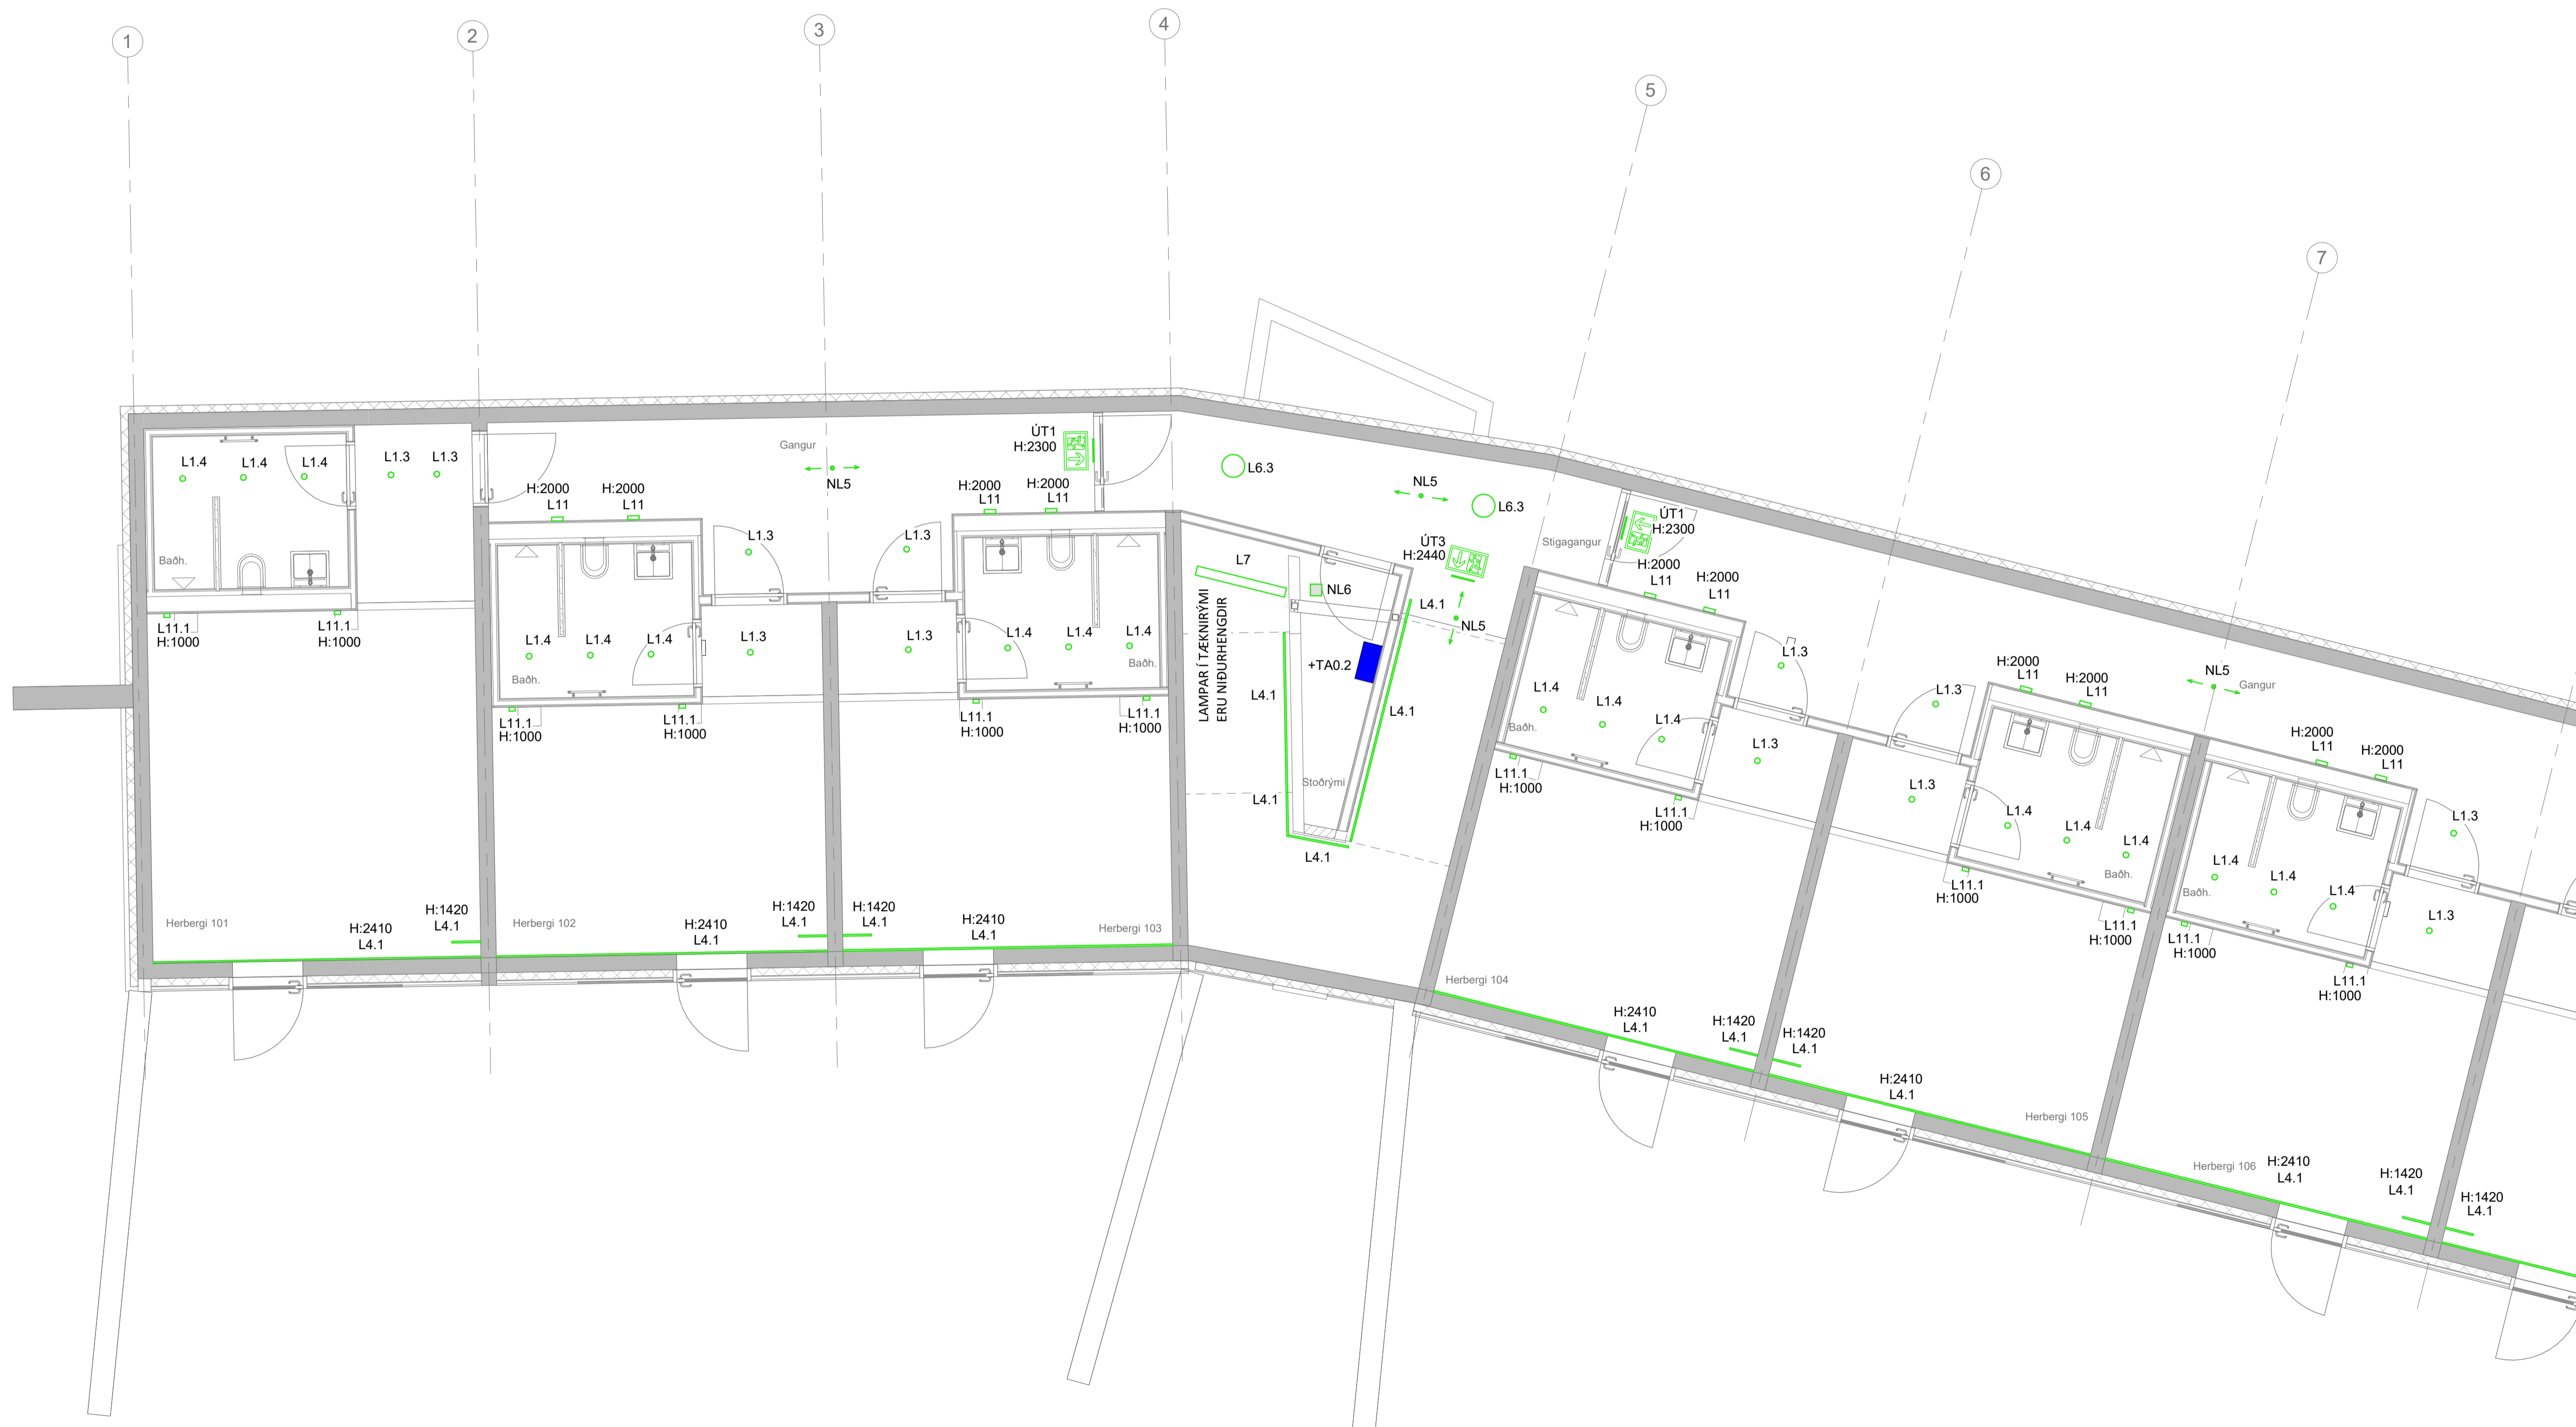 1
2
3
4
5
6
7
L1.4
L1.4
L1.4
L1.3
L1.3
Baðh.
L11.1
H:1000
L11.1
H:1000
Herbergi 101
H:2410
L4.1
H:1420
L4.1
Gangur
NL5
ÚT1
H:2300
H:2000
L11
H:2000
L11
H:2000
L11
H:2000
L11
L1.3
L1.3
L1.4
L1.4
L1.4
L1.3
Baðh.
L11.1
H:1000
L11.1
H:1000
Herbergi 102
H:2410
L4.1
H:1420
L4.1
L1.3
L1.4
L1.4
L1.4
Baðh.
L11.1
H:1000
L11.1
H:1000
H:1420
L4.1
H:2410
L4.1
Herbergi 103
L6.3
NL5
L6.3
L7
NL6
LAMPAR Í TÆKNIRÝMI
ERU NIÐURHENGDIR
+TA0.2
L4.1
L4.1
L4.1
L4.1
L4.1
Stoðrými
ÚT3
H:2440
NL5
Stigagangur
ÚT1
H:2300
H:2000
L11
H:2000
L11
L1.3
L1.4
L1.4
L1.4
L1.3
Baðh.
L11.1
H:1000
L11.1
H:1000
Herbergi 104
H:2410
L4.1
H:1420
L4.1
H:1420
L4.1
L1.3
H:2000
L11
H:2000
L11
L1.3
L1.4
L1.4
L1.4
Baðh.
L11.1
H:1000
L11.1
H:1000
H:2410
L4.1
Herbergi 105
NL5
Gangur
H:2000
L11
H:2000
L11
L1.3
L1.4
L1.4
L1.4
L1.3
Baðh.
L11.1
H:1000
L11.1
H:1000
Herbergi 106
H:2410
L4.1
H:1420
L4.1
H:1420
L4.1